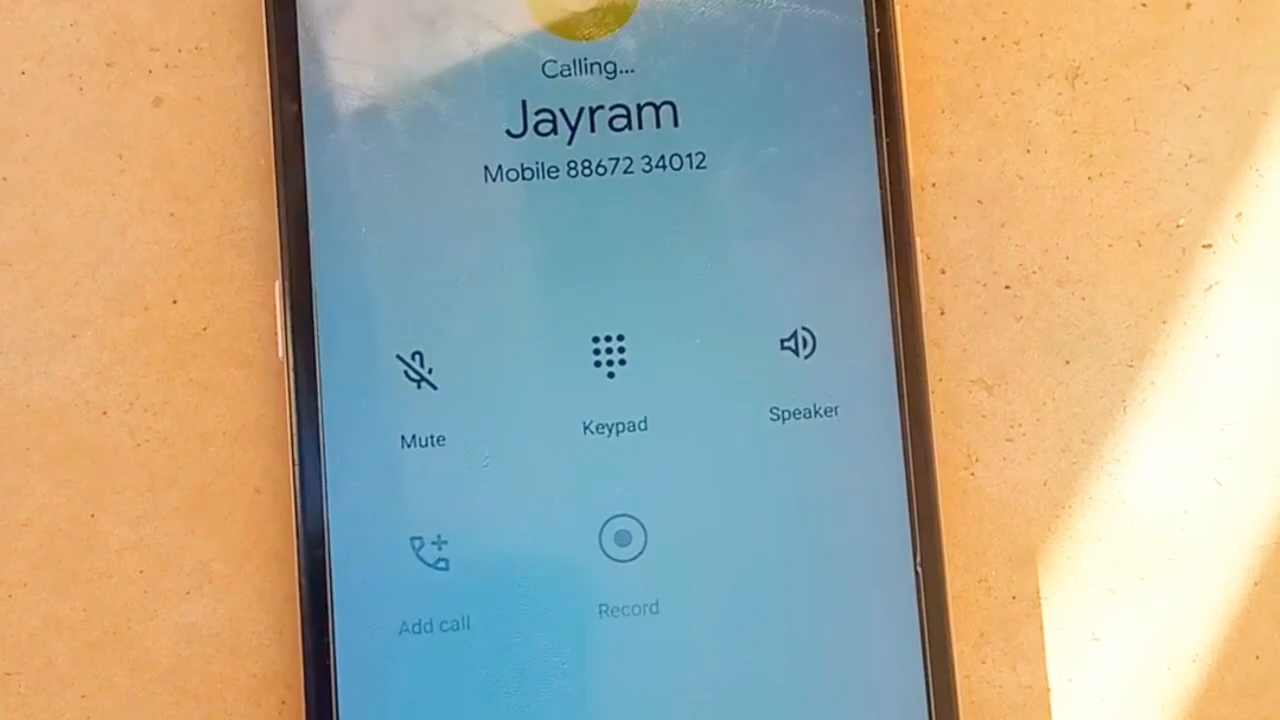 Calling...
Jayram
Mobile 88672 34012
Mute
Keypad
Speaker
Add call
Record